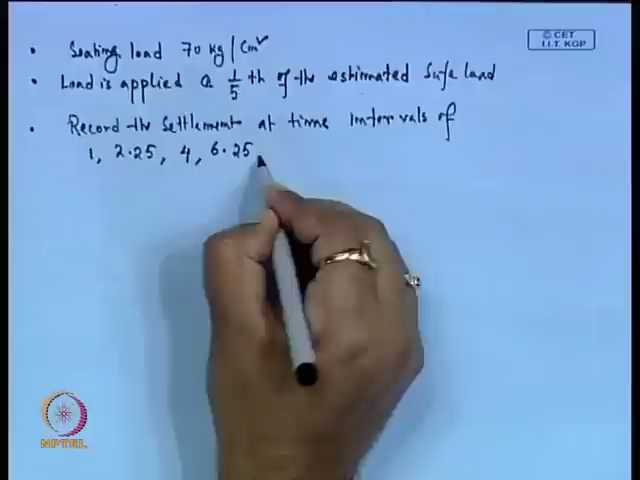 © CET
I.I.T. KGP
• Seating load 70 kg/cm²
• Load is applied @ 1/5 th of the estimated safe load
• Record the settlement at time intervals of
1, 2.25, 4, 6.25
NPTEL